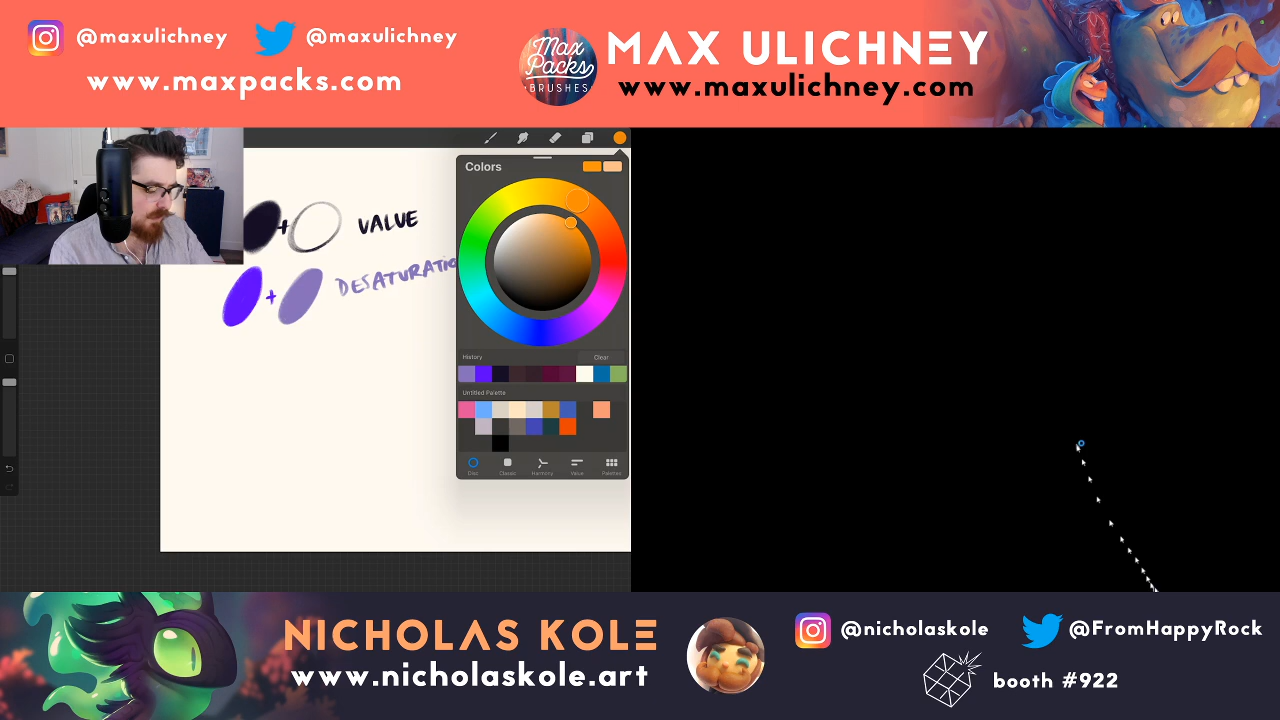 @maxulichney @maxulichney
www.maxpacks.com
Max Packs BRUSHES
MAX ULICHNEY
www.maxulichney.com
Colors
+ VALUE
+ DESATURATIO
History Clear
Untitled Palette
Disc Classic Harmony Value Palettes
NICHOLAS KOLE
www.nicholaskole.art
@nicholaskole @FromHappyRock
booth #922